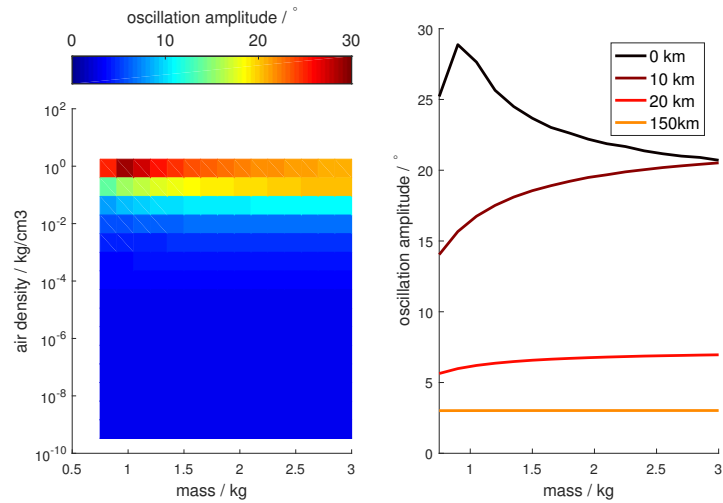 oscillation amplitude / °
0 10 20 30
10^2
10^0
10^-2
10^-4
10^-6
10^-8
10^-10
air density / kg/cm3
0.5 1 1.5 2 2.5 3
mass / kg
30
25
20
15
10
5
0
oscillation amplitude / °
1 1.5 2 2.5 3
mass / kg
0 km
10 km
20 km
150km